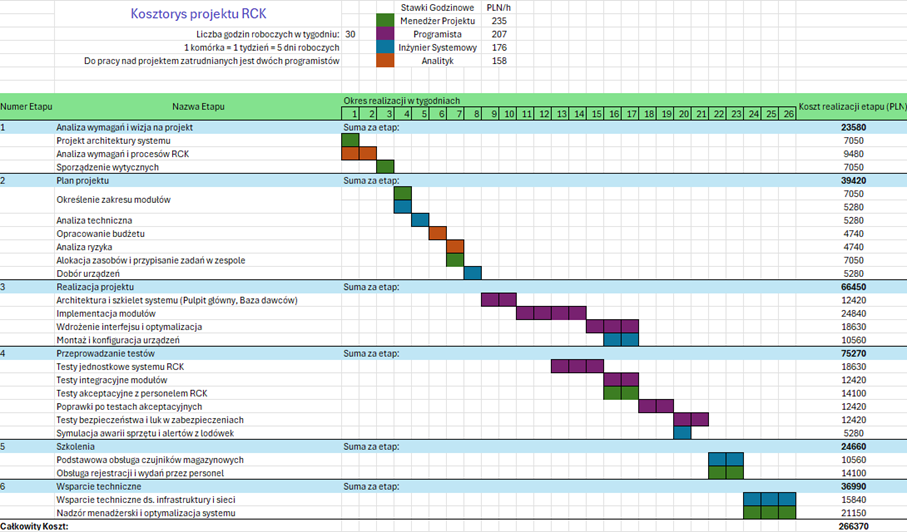 Kosztorys projektu RCK
Stawki Godzinowe PLN/h
Menedżer Projektu 235
Liczba godzin roboczych w tygodniu: 30 Programista 207
1 komórka = 1 tydzień = 5 dni roboczych Inżynier Systemowy 176
Do pracy nad projektem zatrudnianych jest dwóch programistów Analityk 158
Numer Etapu Nazwa Etapu Okres realizacji w tygodniach Koszt realizacji etapu (PLN)
1 2 3 4 5 6 7 8 9 10 11 12 13 14 15 16 17 18 19 20 21 22 23 24 25 26
1 Analiza wymagań i wizja na projekt Suma za etap: 23580
Projekt architektury systemu 7050
Analiza wymagań i procesów RCK 9480
Sporządzenie wytycznych 7050
2 Plan projektu Suma za etap: 39420
Określenie zakresu modułów 7050
5280
Analiza techniczna 5280
Opracowanie budżetu 4740
Analiza ryzyka 4740
Alokacja zasobów i przypisanie zadań w zespole 7050
Dobór urządzeń 5280
3 Realizacja projektu Suma za etap: 66450
Architektura i szkielet systemu (Pulpit główny, Baza dawców) 12420
Implementacja modułów 24840
Wdrożenie interfejsu i optymalizacja 18630
Montaż i konfiguracja urządzeń 10560
4 Przeprowadzanie testów Suma za etap: 75270
Testy jednostkowe systemu RCK 18630
Testy integracyjne modułów 12420
Testy akceptacyjne z personelem RCK 14100
Poprawki po testach akceptacyjnych 12420
Testy bezpieczeństwa i luk w zabezpieczeniach 12420
Symulacja awarii sprzętu i alertów z lodówek 5280
5 Szkolenia Suma za etap: 24660
Podstawowa obsługa czujników magazynowych 10560
Obsługa rejestracji i wydań przez personel 14100
6 Wsparcie techniczne Suma za etap: 36990
Wsparcie techniczne ds. infrastruktury i sieci 15840
Nadzór menadżerski i optymalizacja systemu 21150
Całkowity Koszt: 266370